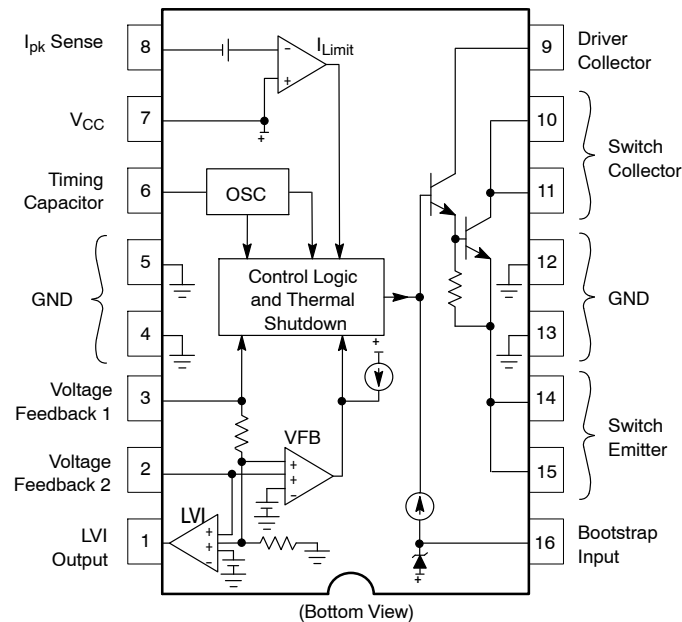 Ipk Sense
8
ILimit
9
Driver
Collector
VCC
7
10
Switch
Collector
Timing
Capacitor
6
OSC
11
GND
5
12
GND
Control Logic
and Thermal
Shutdown
4
13
+
-
+
+
+
Voltage
Feedback 1
3
14
Switch
Emitter
VFB
Voltage
Feedback 2
2
+
+
-
15
LVI
Output
1
LVI
+
+
-
16
Bootstrap
Input
+
(Bottom View)